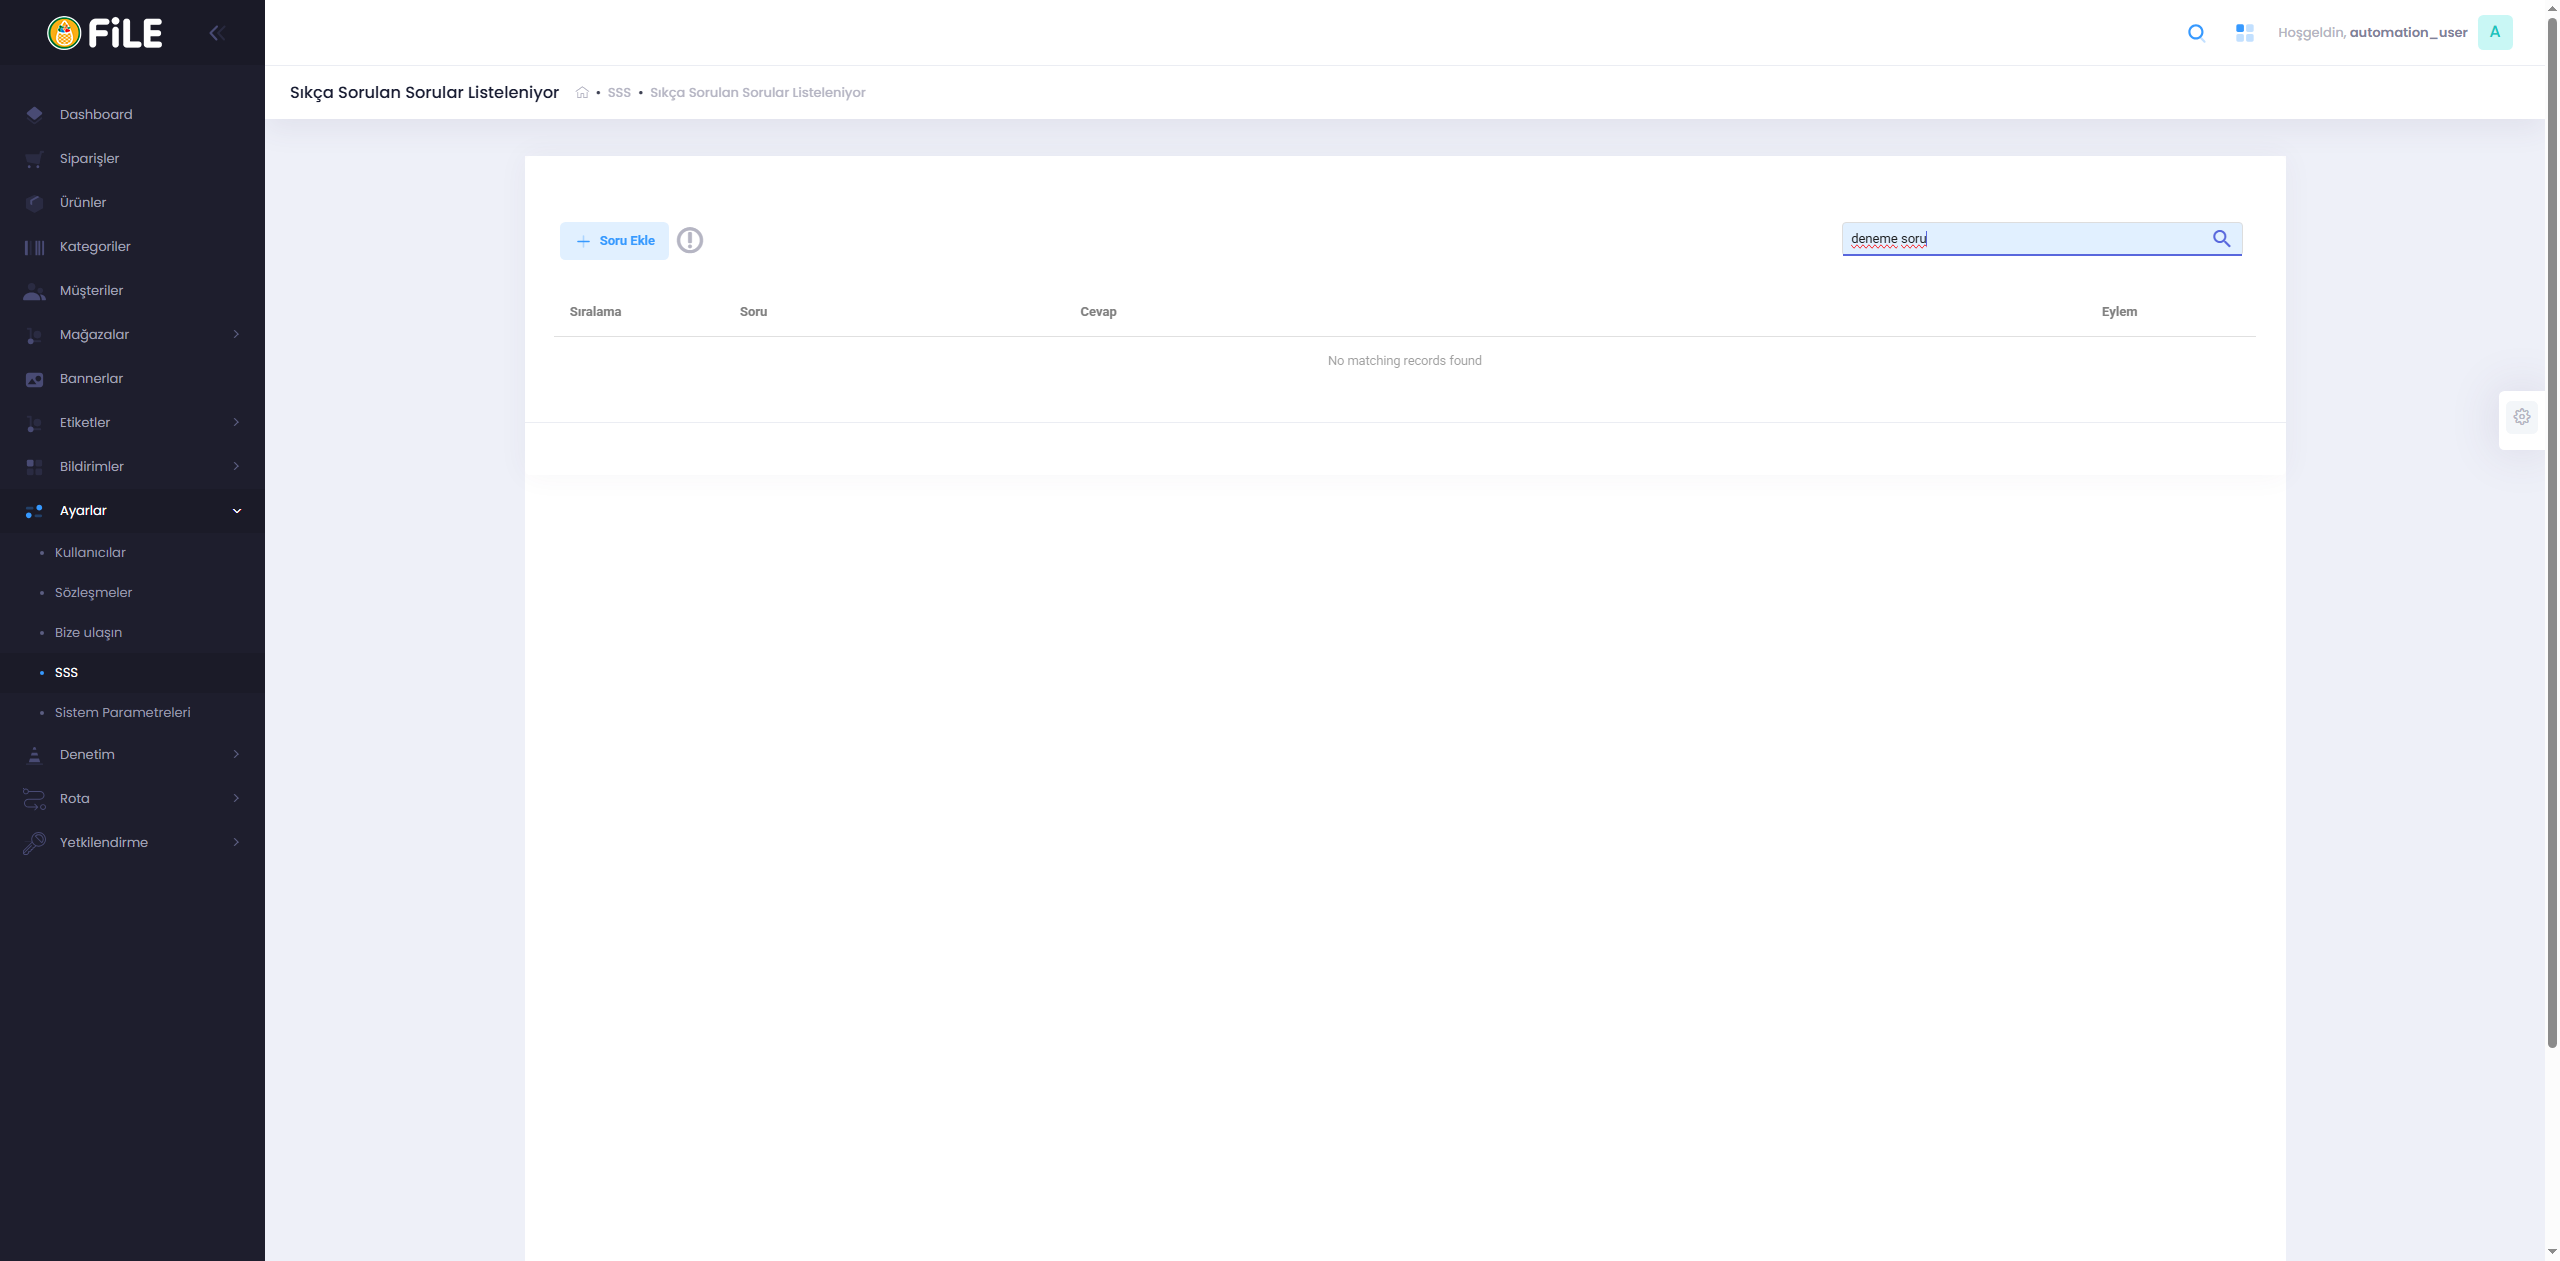 FiLE
Hoşgeldin, automation_user
A
Sıkça Sorulan Sorular Listeleniyor
• SSS • Sıkça Sorulan Sorular Listeleniyor
Dashboard
Siparişler
Ürünler
Kategoriler
Müşteriler
Mağazalar
Bannerlar
Etiketler
Bildirimler
Ayarlar
Kullanıcılar
Sözleşmeler
Bize ulaşın
SSS
Sistem Parametreleri
Denetim
Rota
Yetkilendirme
Soru Ekle
deneme soru
Sıralama Soru Cevap Eylem
No matching records found